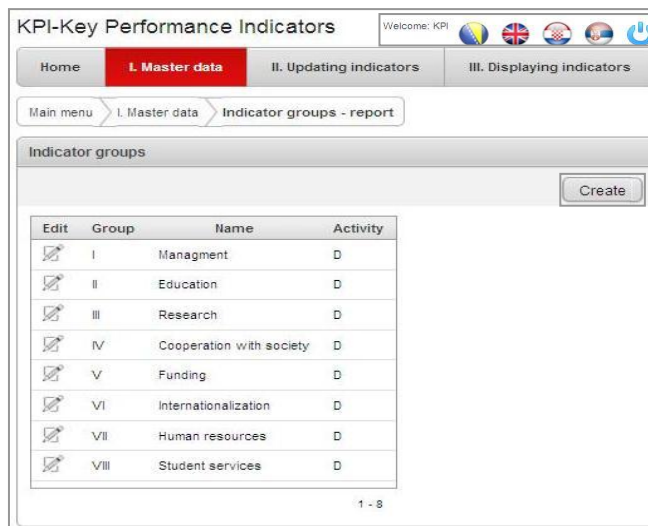 KPI-Key Performance Indicators
Welcome: KPI
Home I. Master data II. Updating indicators III. Displaying indicators
Main menu I. Master data Indicator groups - report
Indicator groups
Create
Edit Group Name Activity
I Managment D
II Education D
III Research D
IV Cooperation with society D
V Funding D
VI Internationalization D
VII Human resources D
VIII Student services D
1 - 8